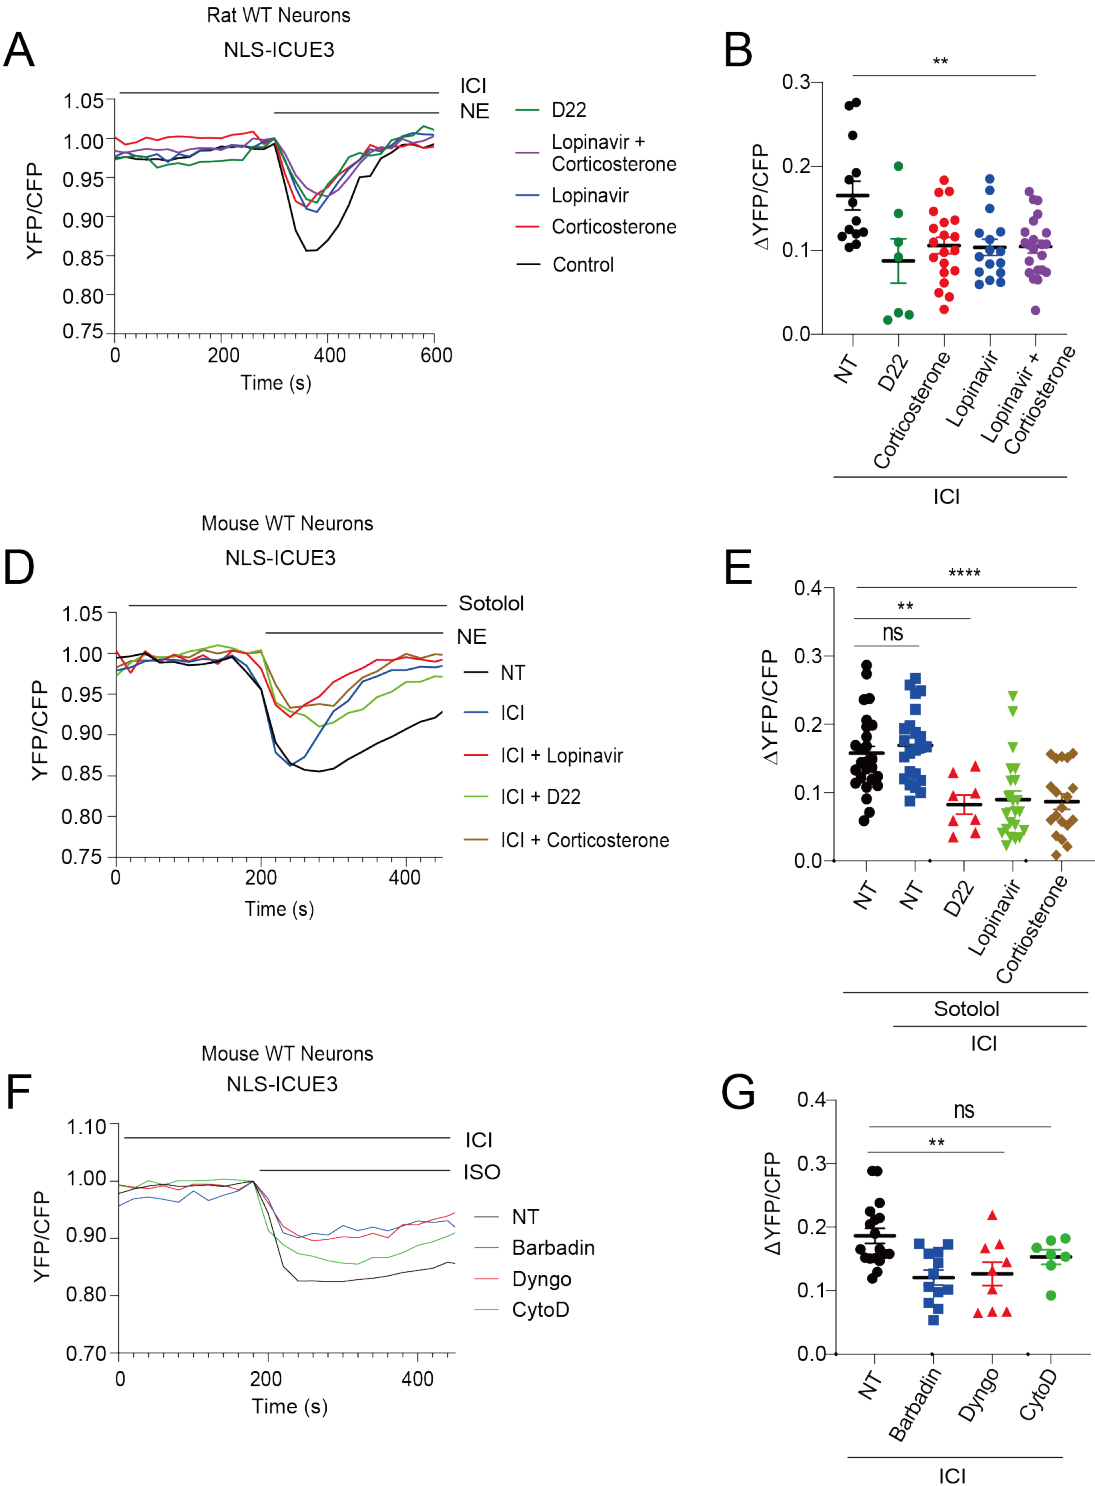 Rat WT Neurons
NLS-ICUE3
A
ICI
NE
1.05
1.00
0.95
0.90
0.85
0.80
0.75
YFP/CFP
0
200
400
600
Time (s)
D22
Lopinavir +
Corticosterone
Lopinavir
Corticosterone
Control
B
**
0.3
0.2
0.1
0.0
ΔYFP/CFP
NT
D22
Corticosterone
Lopinavir
Lopinavir +
Cortiosterone
ICI
Mouse WT Neurons
NLS-ICUE3
D
Sotolol
NE
1.05
1.00
0.95
0.90
0.85
0.80
0.75
YFP/CFP
0
200
400
Time (s)
NT
ICI
ICI + Lopinavir
ICI + D22
ICI + Corticosterone
E
****
**
ns
0.4
0.3
0.2
0.1
0.0
ΔYFP/CFP
NT
NT
D22
Lopinavir
Cortiosterone
Sotolol
ICI
Mouse WT Neurons
NLS-ICUE3
F
ICI
ISO
1.10
1.00
0.90
0.80
0.70
YFP/CFP
0
200
400
Time (s)
NT
Barbadin
Dyngo
CytoD
G
ns
**
0.4
0.3
0.2
0.1
0.0
ΔYFP/CFP
NT
Barbadin
Dyngo
CytoD
ICI